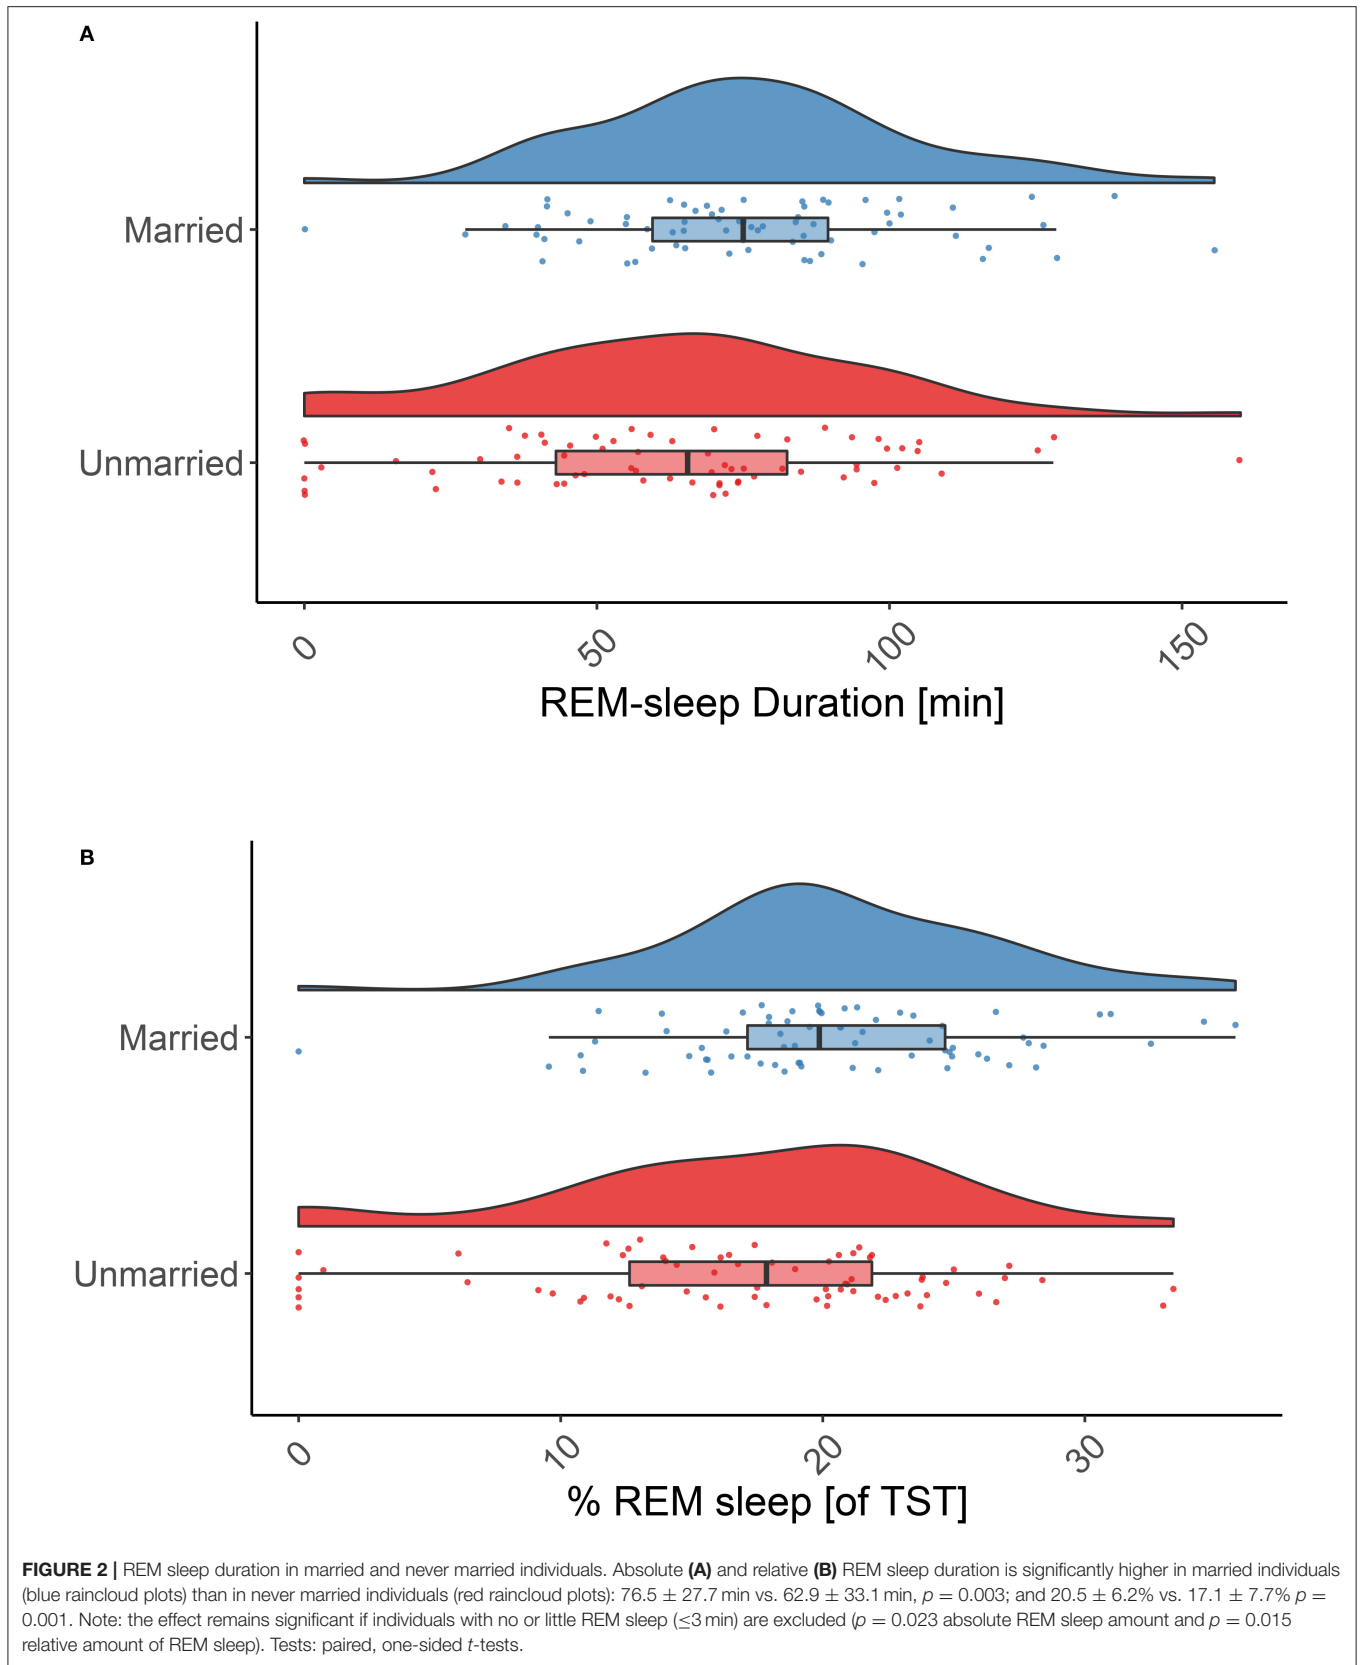 A
Married
Unmarried
0
50
100
150
REM-sleep Duration [min]
B
Married
Unmarried
0
10
20
30
% REM sleep [of TST]
FIGURE 2 | REM sleep duration in married and never married individuals. Absolute (A) and relative (B) REM sleep duration is significantly higher in married individuals
(blue raincloud plots) than in never married individuals (red raincloud plots): 76.5 ± 27.7 min vs. 62.9 ± 33.1 min, p = 0.003; and 20.5 ± 6.2% vs. 17.1 ± 7.7% p =
0.001. Note: the effect remains significant if individuals with no or little REM sleep (≤3 min) are excluded (p = 0.023 absolute REM sleep amount and p = 0.015
relative amount of REM sleep). Tests: paired, one-sided t-tests.